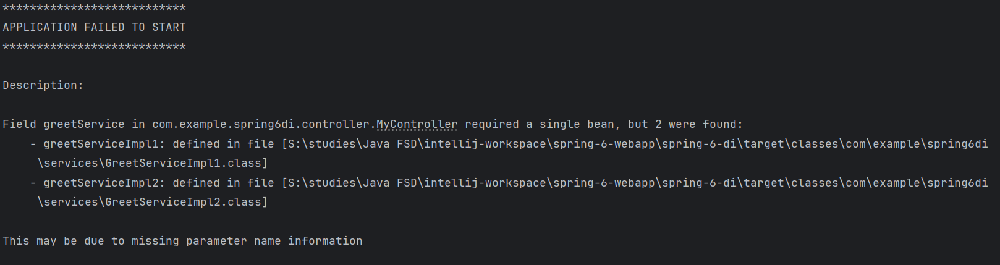 ***************************
APPLICATION FAILED TO START
***************************
Description:
Field greetService in com.example.spring6di.controller.MyController required a single bean, but 2 were found:
- greetServiceImpl1: defined in file [S:\studies\Java FSD\intellij-workspace\spring-6-webapp\spring-6-di\target\classes\com\example\spring6di
\services\GreetServiceImpl1.class]
- greetServiceImpl2: defined in file [S:\studies\Java FSD\intellij-workspace\spring-6-webapp\spring-6-di\target\classes\com\example\spring6di
\services\GreetServiceImpl2.class]
This may be due to missing parameter name information